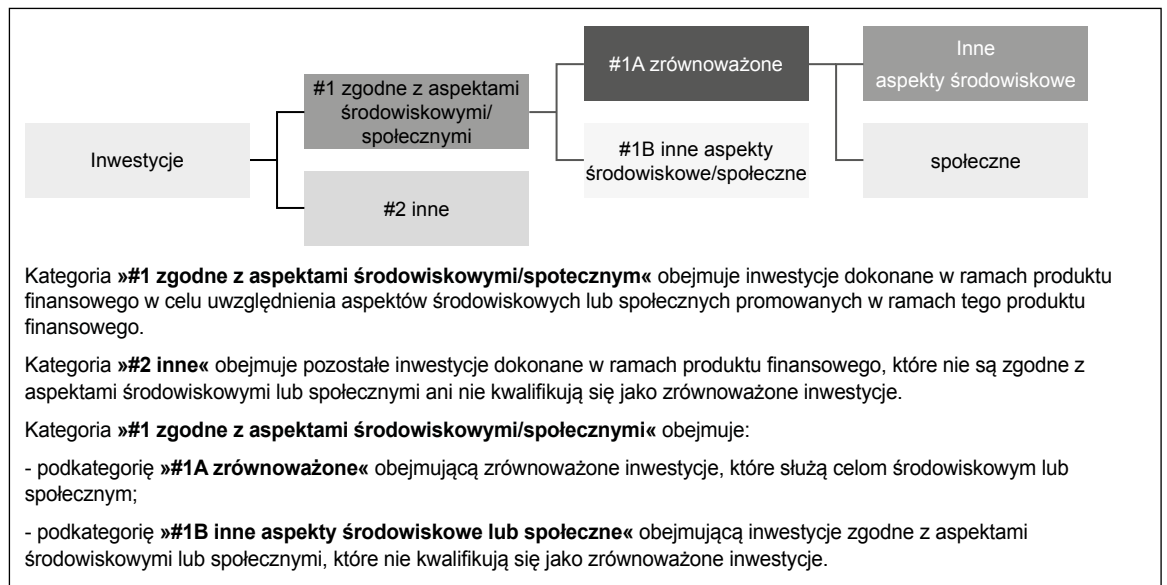 Inwestycje
#1 zgodne z aspektami
środowiskowymi/
społecznymi
#2 inne
#1A zrównoważone
#1B inne aspekty
środowiskowe/społeczne
Inne
aspekty środowiskowe
społeczne
Kategoria »#1 zgodne z aspektami środowiskowymi/spotecznym« obejmuje inwestycje dokonane w ramach produktu
finansowego w celu uwzględnienia aspektów środowiskowych lub społecznych promowanych w ramach tego produktu
finansowego.
Kategoria »#2 inne« obejmuje pozostałe inwestycje dokonane w ramach produktu finansowego, które nie są zgodne z
aspektami środowiskowymi lub społecznymi ani nie kwalifikują się jako zrównoważone inwestycje.
Kategoria »#1 zgodne z aspektami środowiskowymi/społecznymi« obejmuje:
- podkategorię »#1A zrównoważone« obejmującą zrównoważone inwestycje, które służą celom środowiskowym lub
społecznym;
- podkategorię »#1B inne aspekty środowiskowe lub społeczne« obejmującą inwestycje zgodne z aspektami
środowiskowymi lub społecznymi, które nie kwalifikują się jako zrównoważone inwestycje.